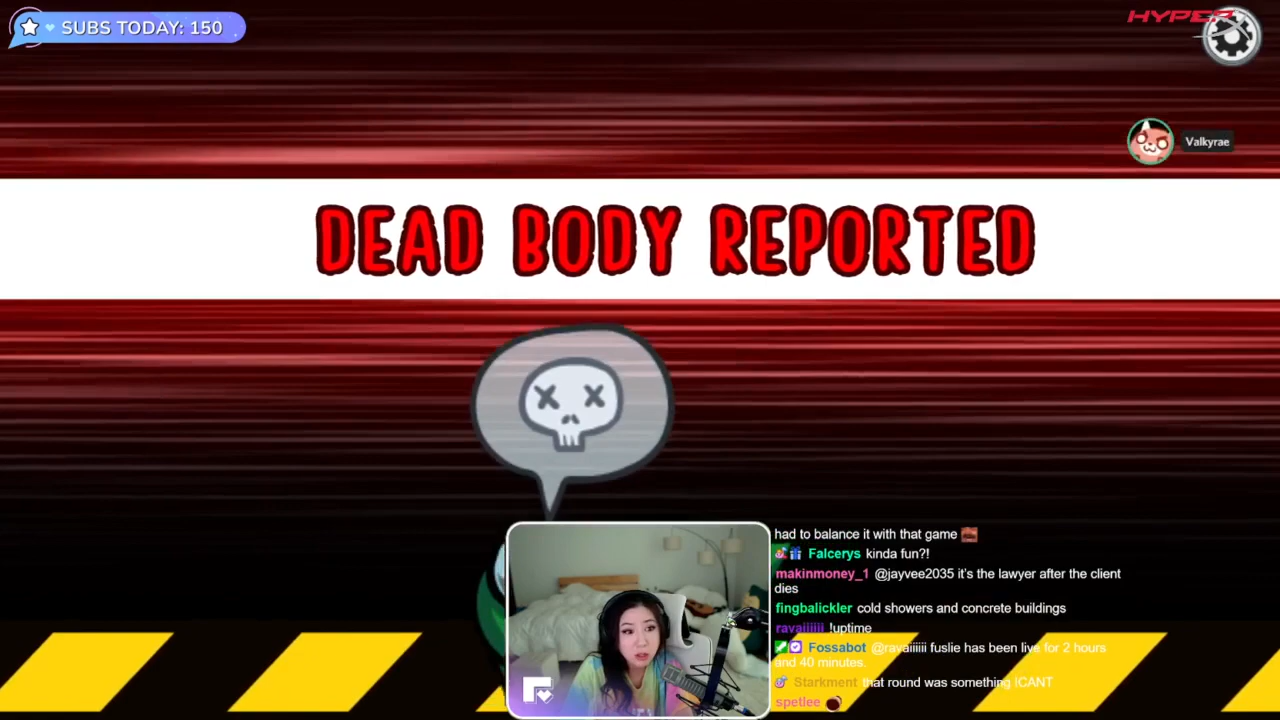 SUBS TODAY: 150
HYPER
Valkyrae
DEAD BODY REPORTED
had to balance it with that game
Falcerys kinda fun?!
makinmoney_1 @jayvee2035 it's the lawyer after the client
dies
fingbalickler cold showers and concrete buildings
ravaiiiiii !uptime
Fossabot @ravaiiiiii fuslie has been live for 2 hours
and 40 minutes.
Starkment that round was something iCANT
spetlee